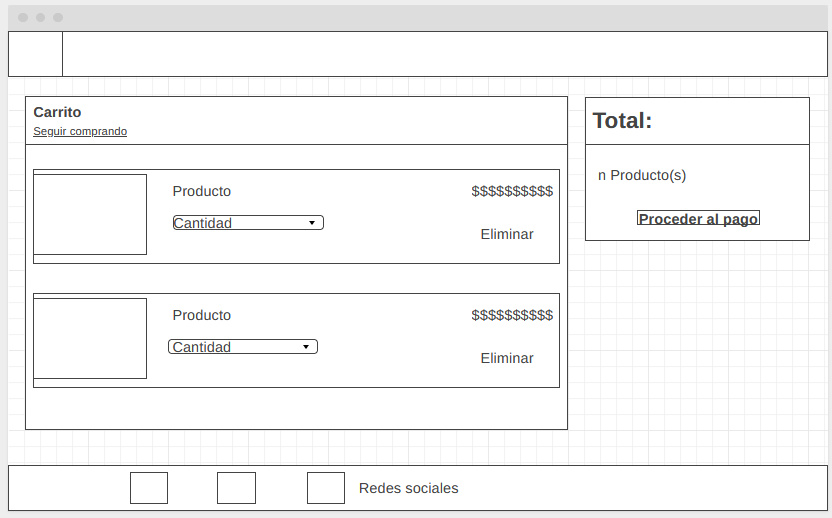 Carrito
Seguir comprando
Producto
$$$$$$$$$$
Cantidad
Eliminar
Producto
$$$$$$$$$$
Cantidad
Eliminar
Total:
n Producto(s)
Proceder al pago
Redes sociales